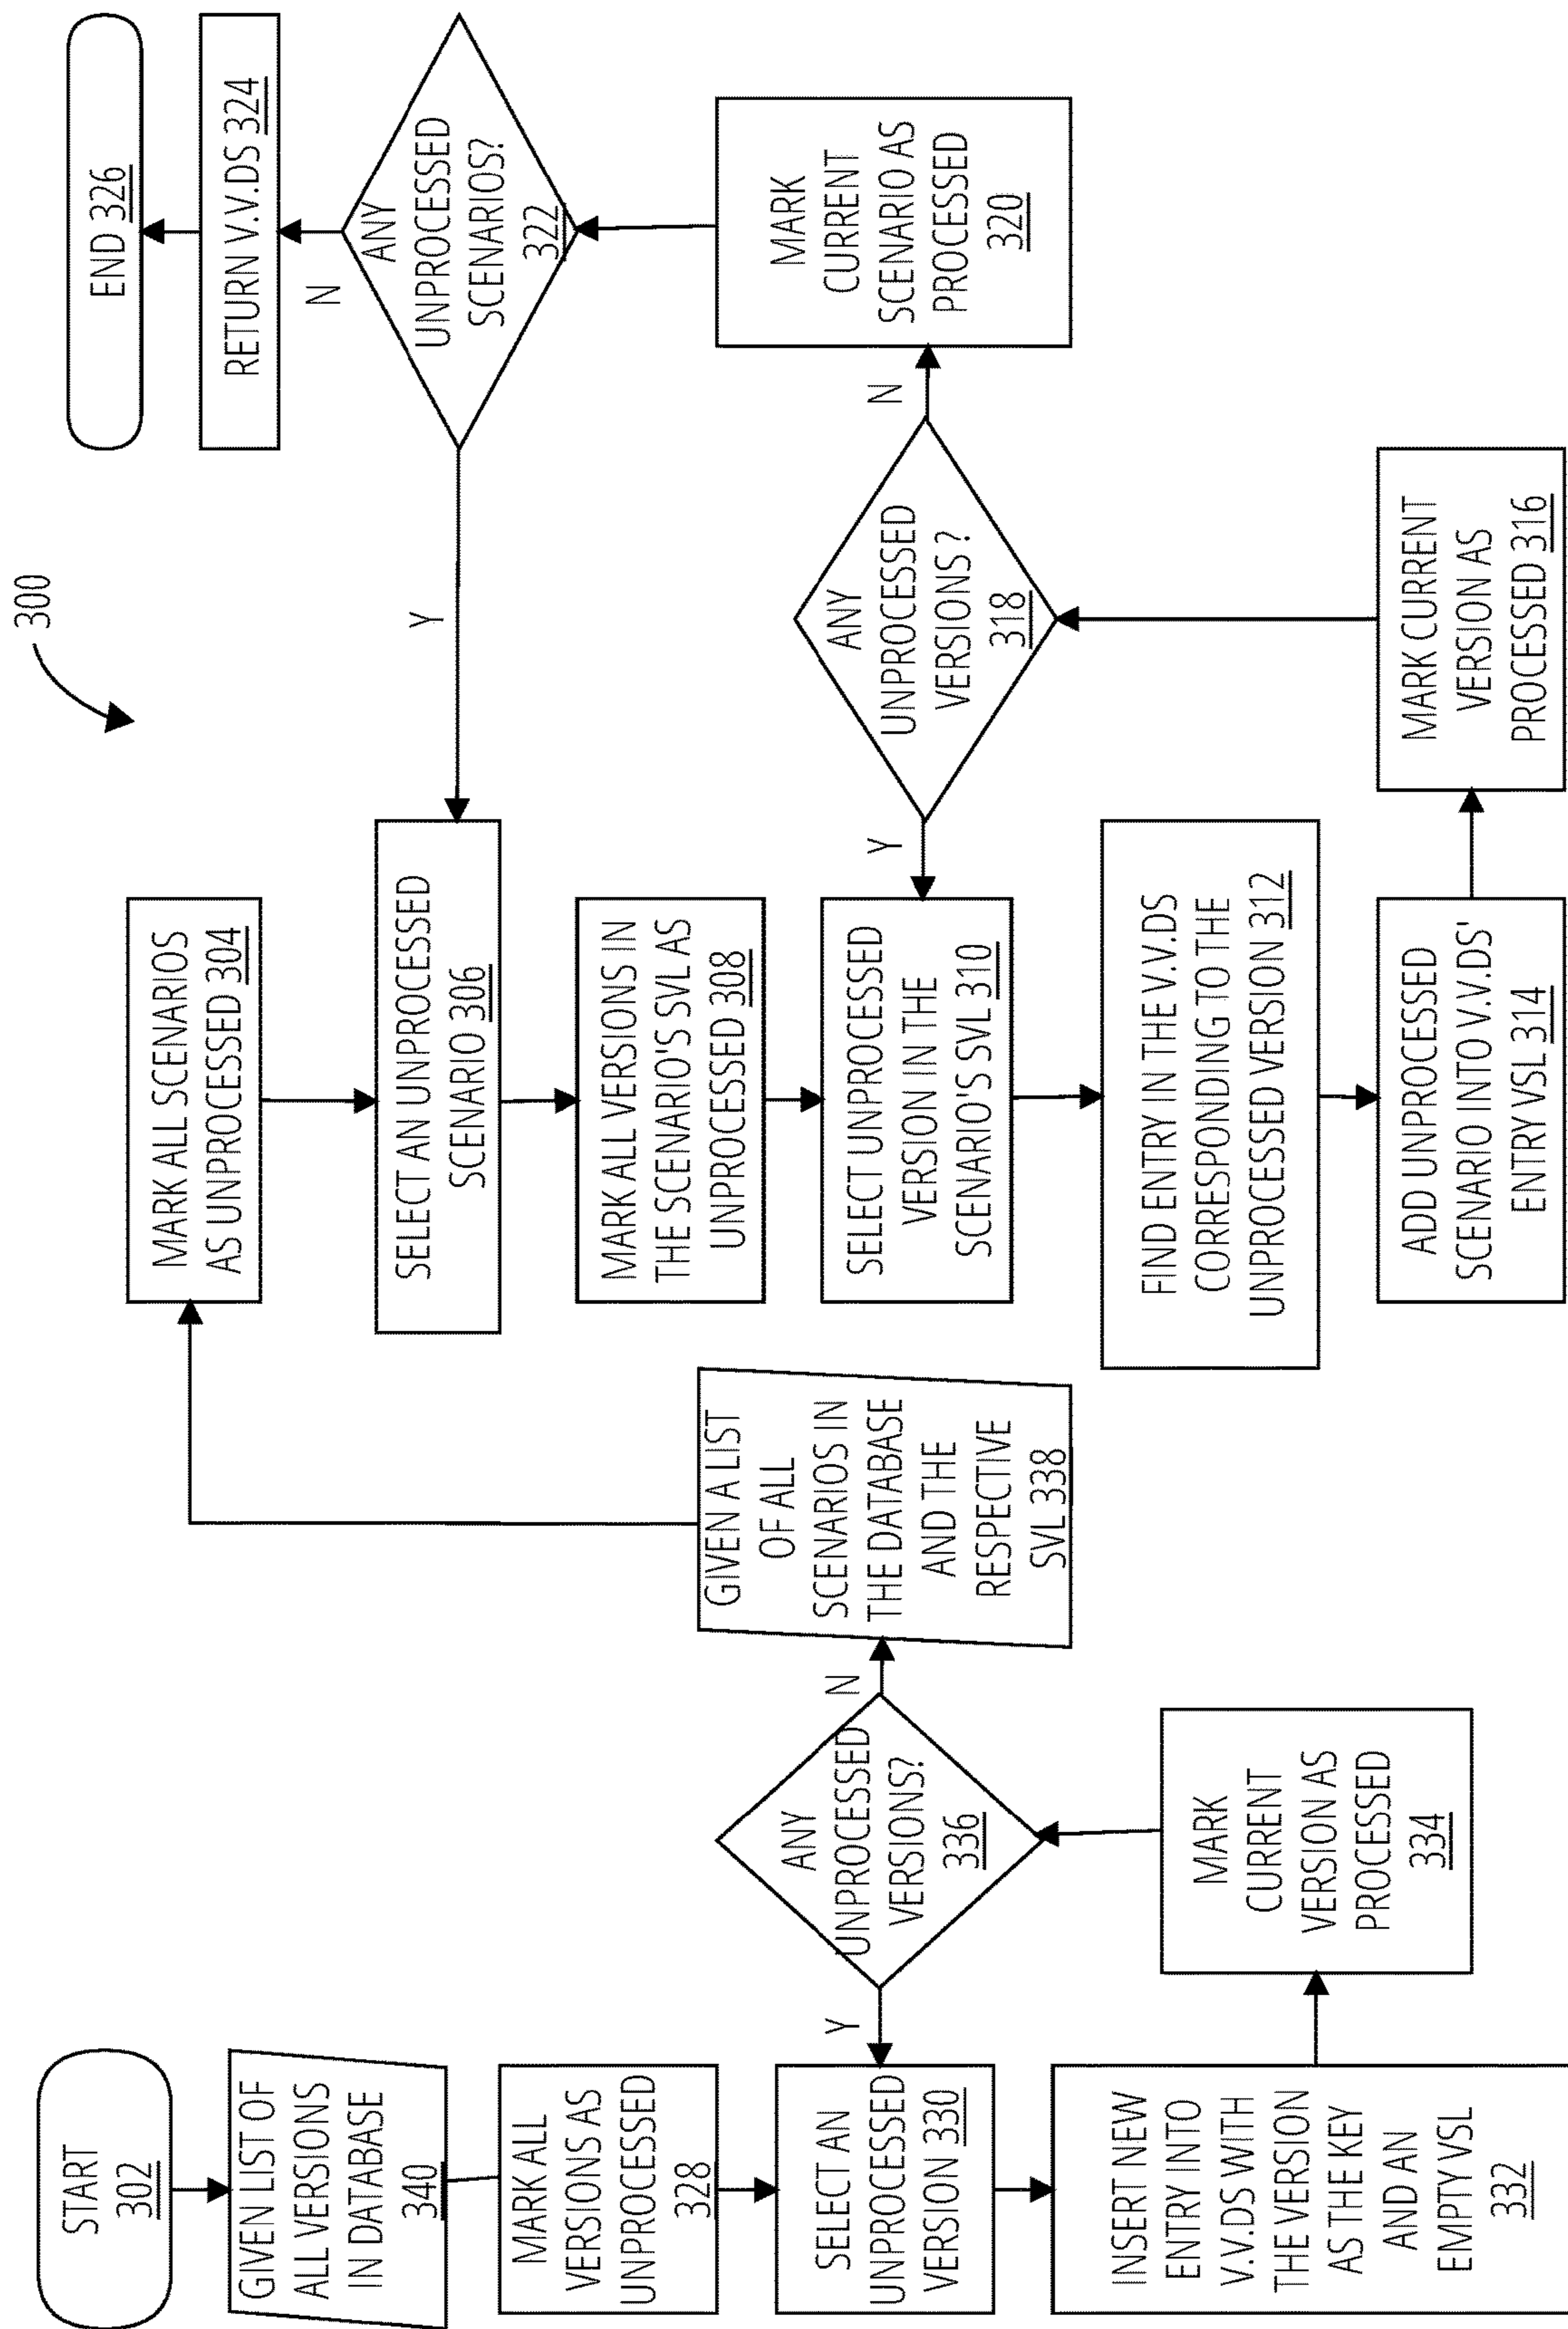 300
START
302
GIVEN LIST OF
ALL VERSIONS
IN DATABASE
340
MARK ALL
VERSIONS AS
UNPROCESSED
328
SELECT AN
UNPROCESSED
VERSION 330
INSERT NEW
ENTRY INTO
V.V.DS WITH
THE VERSION
AS THE KEY
AND AN
EMPTY VSL
332
MARK
CURRENT
VERSION AS
PROCESSED
334
ANY
UNPROCESSED
VERSIONS?
336
Y
N
GIVEN A LIST
OF ALL
SCENARIOS IN
THE DATABASE
AND THE
RESPECTIVE
SVL 338
MARK ALL SCENARIOS
AS UNPROCESSED 304
SELECT AN UNPROCESSED
SCENARIO 306
MARK ALL VERSIONS IN
THE SCENARIO'S SVL AS
UNPROCESSED 308
SELECT UNPROCESSED
VERSION IN THE
SCENARIO'S SVL 310
FIND ENTRY IN THE V.V.DS
CORRESPONDING TO THE
UNPROCESSED VERSION 312
ADD UNPROCESSED
SCENARIO INTO V.V.DS'
ENTRY VSL 314
MARK CURRENT
VERSION AS
PROCESSED 316
ANY
UNPROCESSED
VERSIONS?
318
Y
N
MARK
CURRENT
SCENARIO AS
PROCESSED
320
ANY
UNPROCESSED
SCENARIOS?
322
Y
N
RETURN V.V.DS 324
END 326